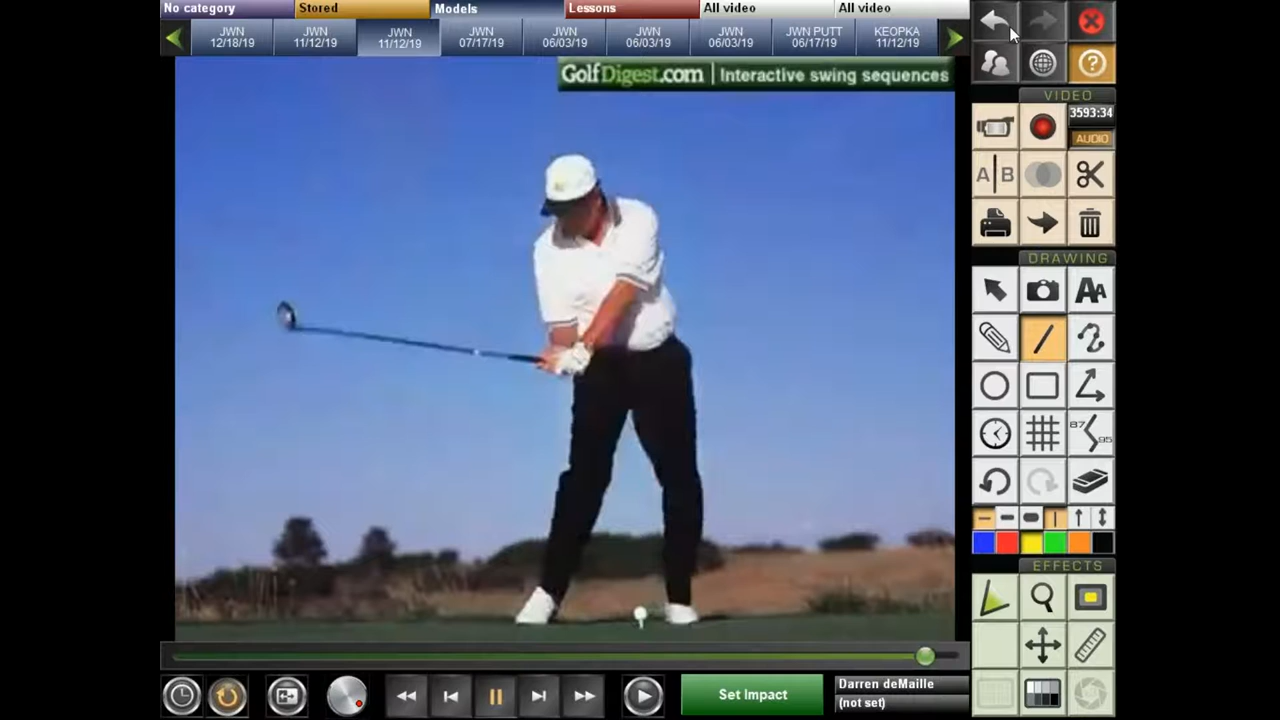 No category
Stored
Models
Lessons
All video
All video
JWN
12/18/19
JWN
11/12/19
JWN
11/12/19
JWN
07/17/19
JWN
06/03/19
JWN
06/03/19
JWN
06/03/19
JWN PUTT
06/17/19
KEOPKA
11/12/19
GolfDigest.com | Interactive swing sequences
?
VIDEO
3593:34
AUDIO
A|B
DRAWING
AA
87
95
EFFECTS
Set Impact
Darren deMaille
(not set)